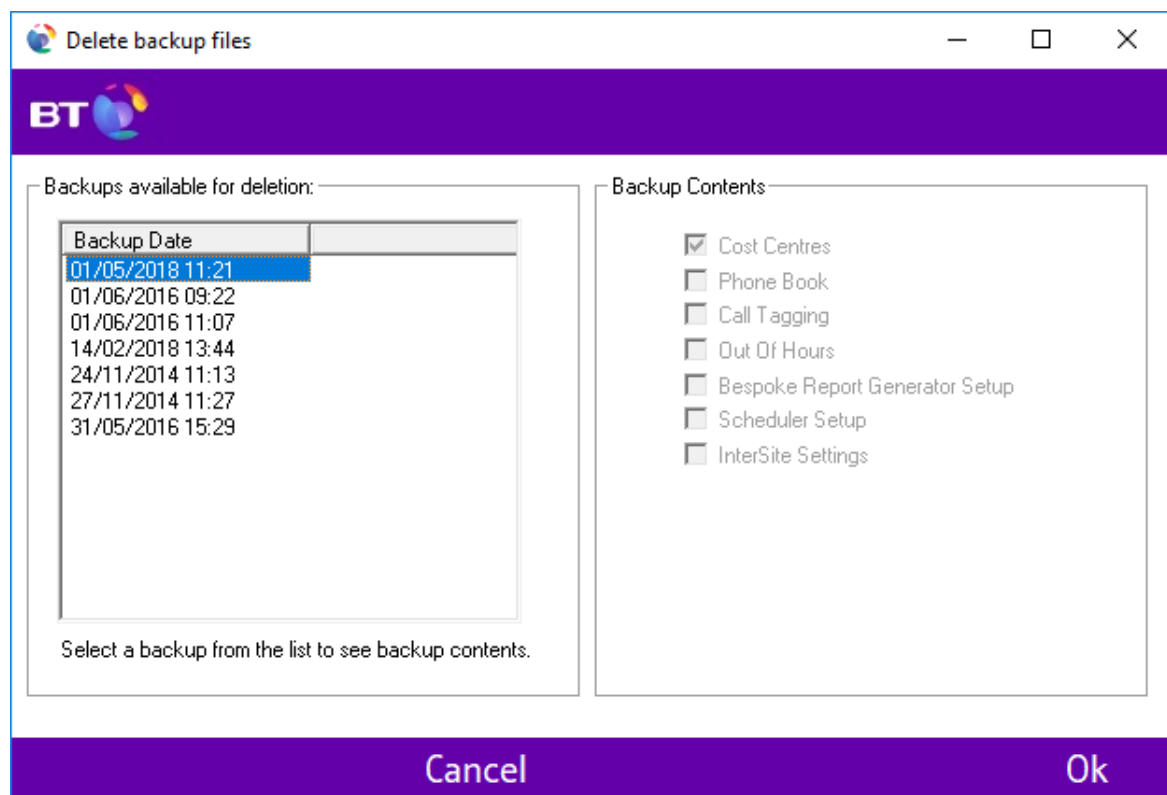 Delete backup files
BT
Backups available for deletion:
Backup Date
01/05/2018 11:21
01/06/2016 09:22
01/06/2016 11:07
14/02/2018 13:44
24/11/2014 11:13
27/11/2014 11:27
31/05/2016 15:29
Select a backup from the list to see backup contents.
Backup Contents
Cost Centres
Phone Book
Call Tagging
Out Of Hours
Bespoke Report Generator Setup
Scheduler Setup
InterSite Settings
Cancel
Ok